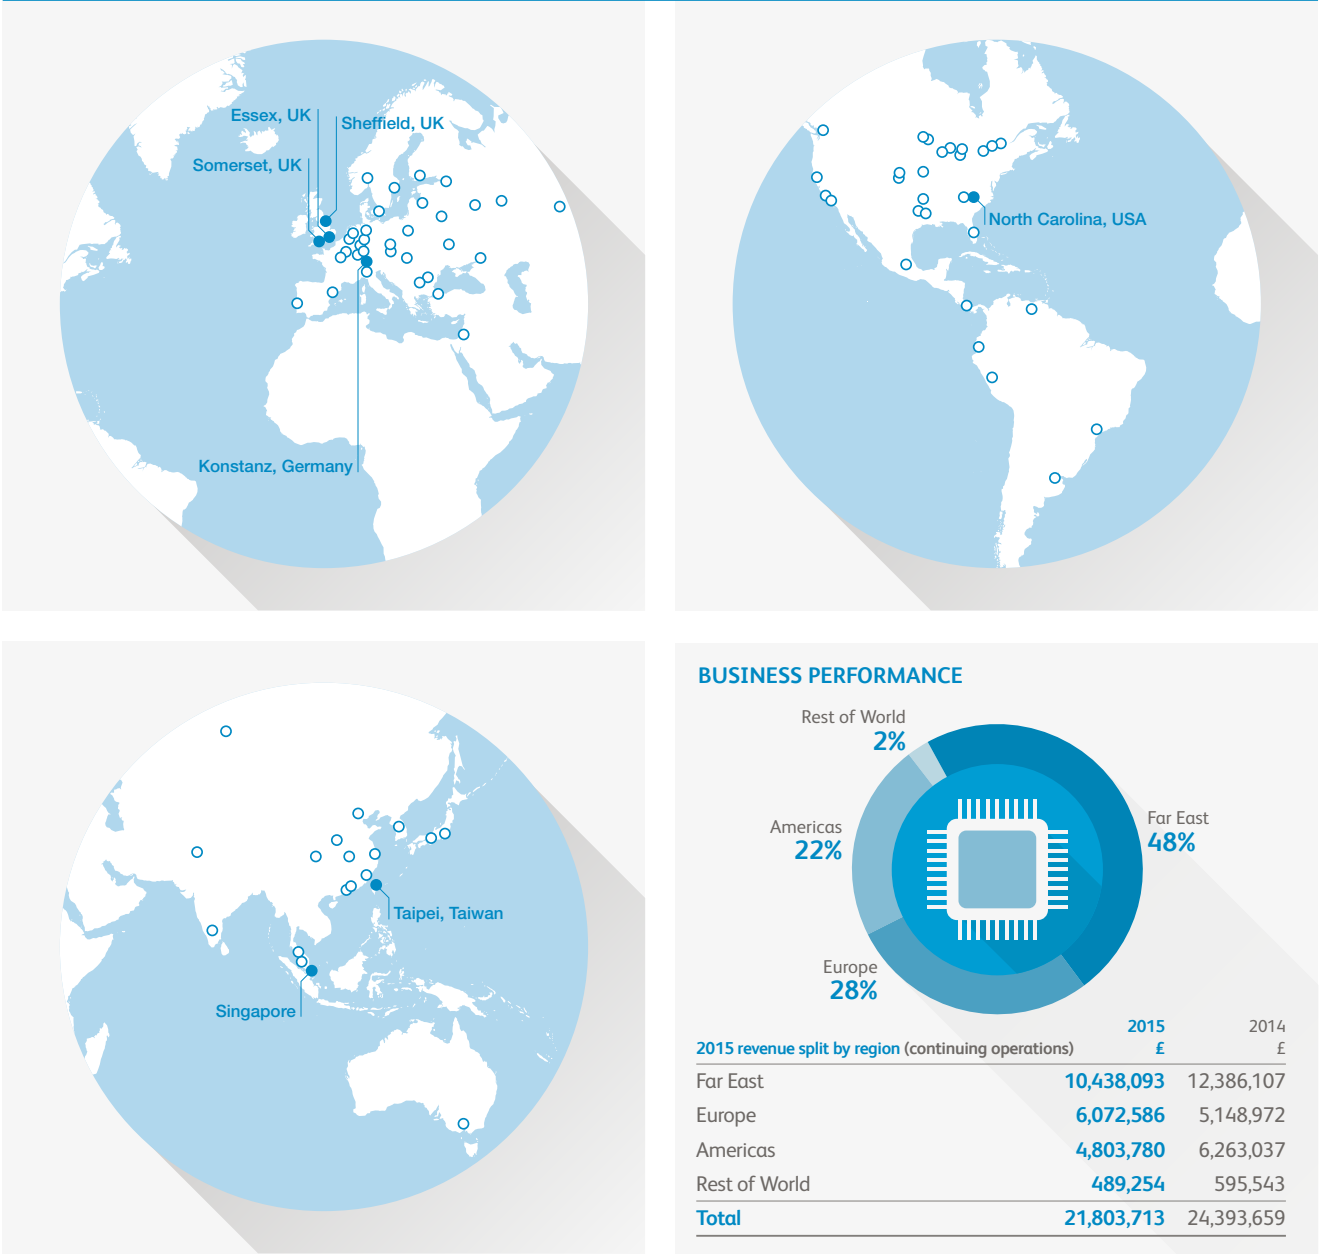 Essex, UK
Sheffield, UK
Somerset, UK
Konstanz, Germany
North Carolina, USA
Taipei, Taiwan
Singapore
BUSINESS PERFORMANCE
Rest of World
2%
Far East
48%
Americas
22%
Europe
28%
2015 2014
2015 revenue split by region (continuing operations) £ £
Far East 10,438,093 12,386,107
Europe 6,072,586 5,148,972
Americas 4,803,780 6,263,037
Rest of World 489,254 595,543
Total 21,803,713 24,393,659